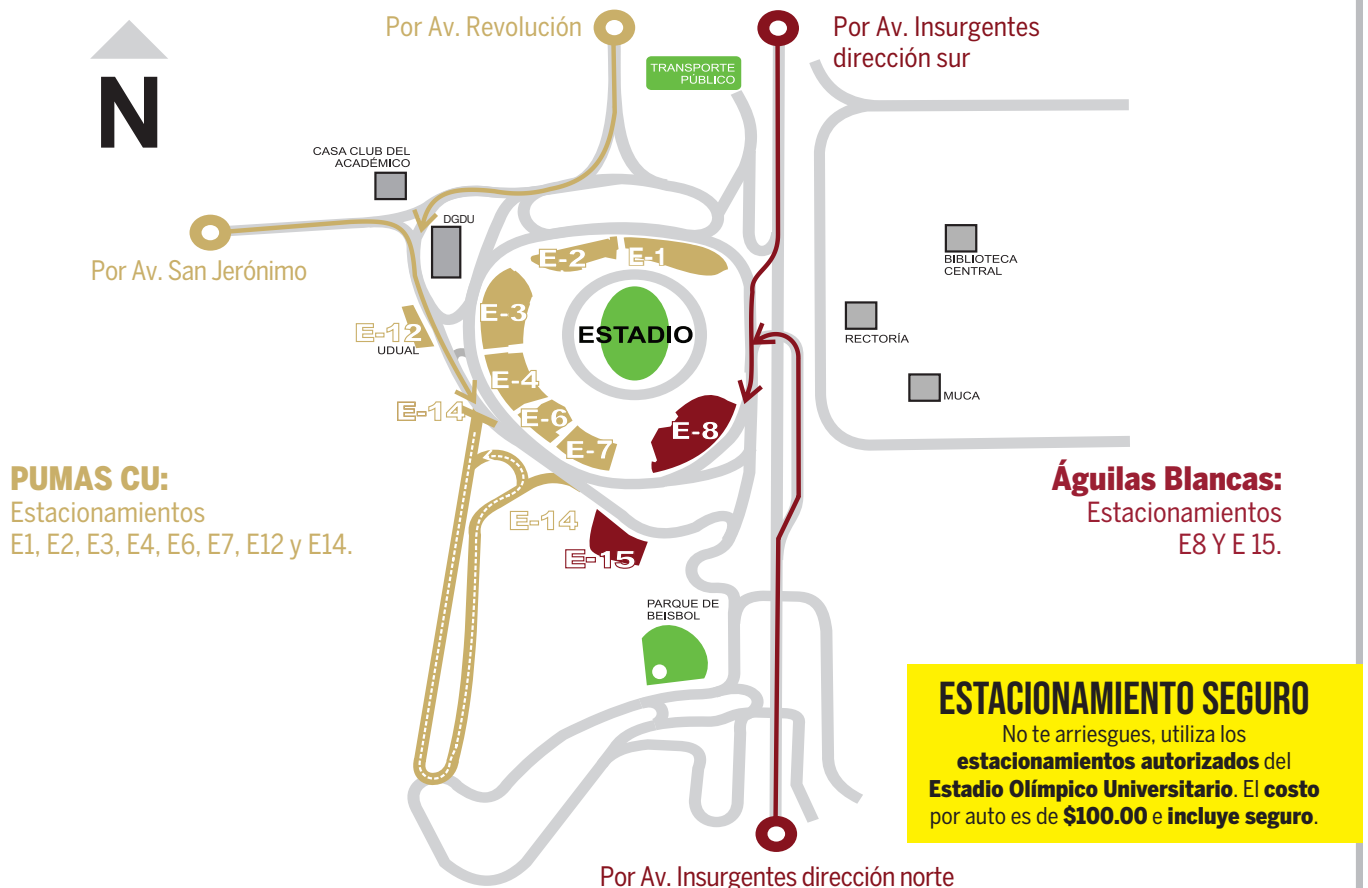 Por Av. Revolución
Por Av. Insurgentes
dirección sur
N
TRANSPORTE
PÚBLICO
CASA CLUB DEL
ACADÉMICO
DGDU
Por Av. San Jerónimo
E-2
E-1
BIBLIOTECA
CENTRAL
E-3
E-12
UDUAL
ESTADIO
RECTORÍA
E-4
MUCA
E-14
E-6
E-8
E-7
PUMAS CU:
Estacionamientos
E1, E2, E3, E4, E6, E7, E12 y E14.
Águilas Blancas:
Estacionamientos
E8 Y E 15.
E-14
E-15
PARQUE DE
BEISBOL
ESTACIONAMIENTO SEGURO
No te arriesgues, utiliza los
estacionamientos autorizados del
Estadio Olímpico Universitario. El costo
por auto es de $100.00 e incluye seguro.
Por Av. Insurgentes dirección norte